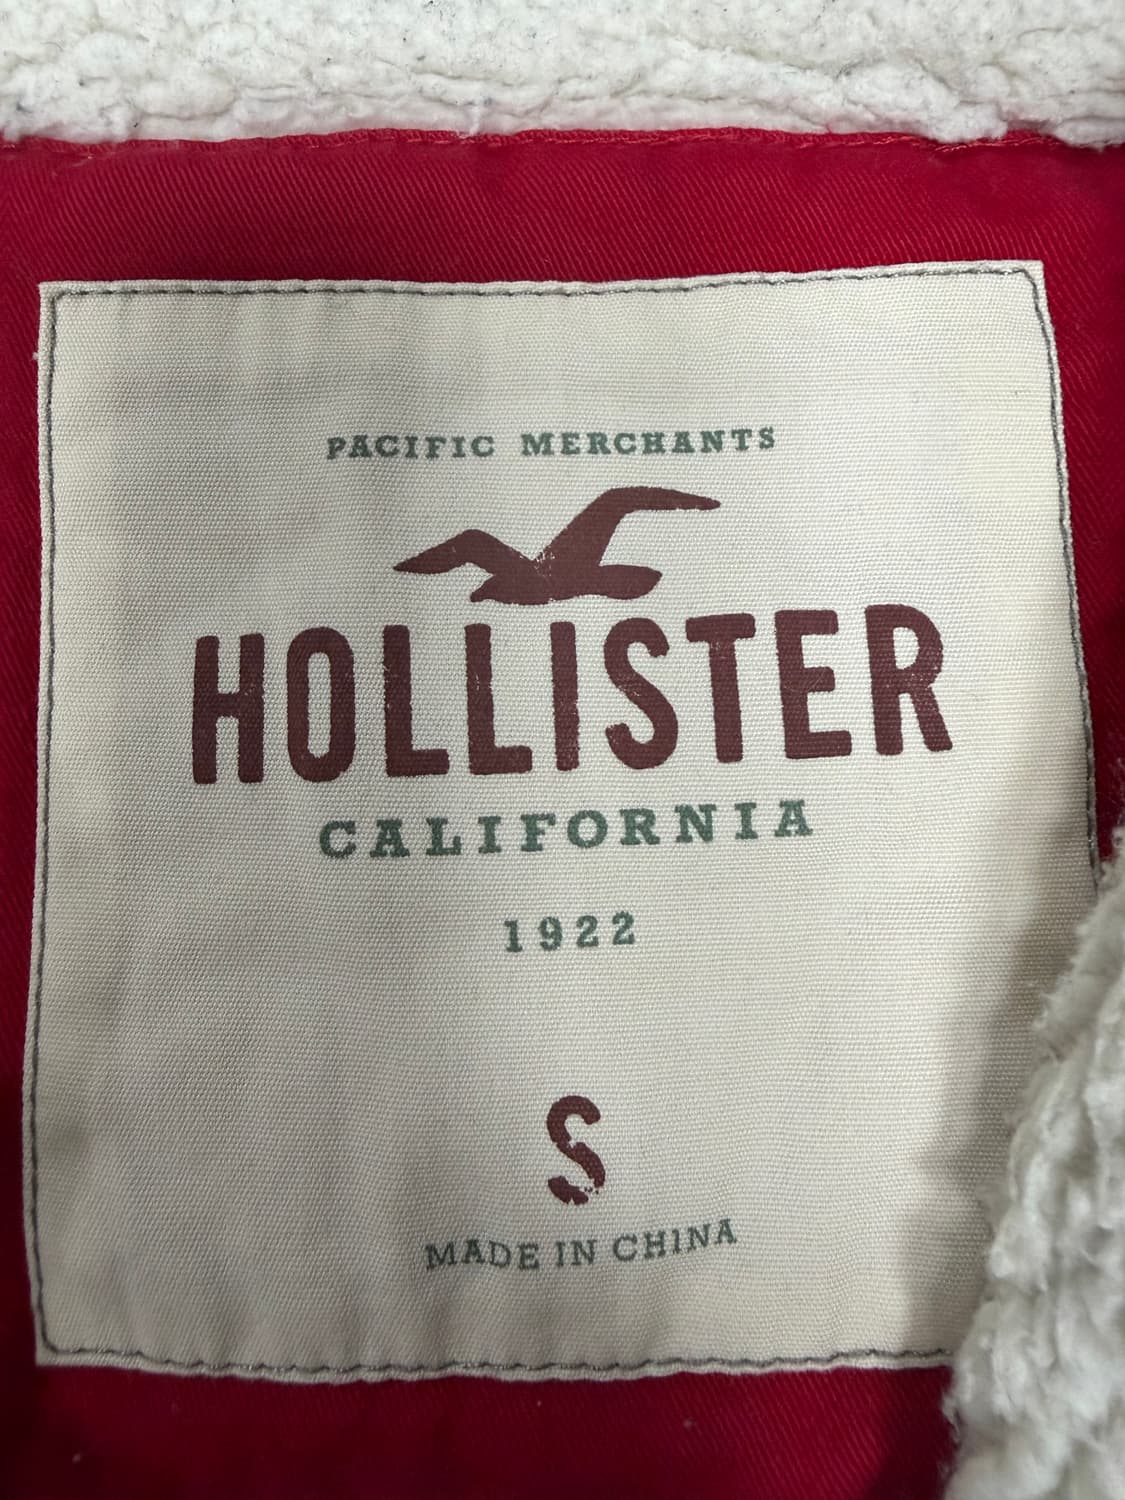 PACIFIC MERCHANTS
HOLLISTER
CALIFORNIA
1922
S
MADE IN CHINA